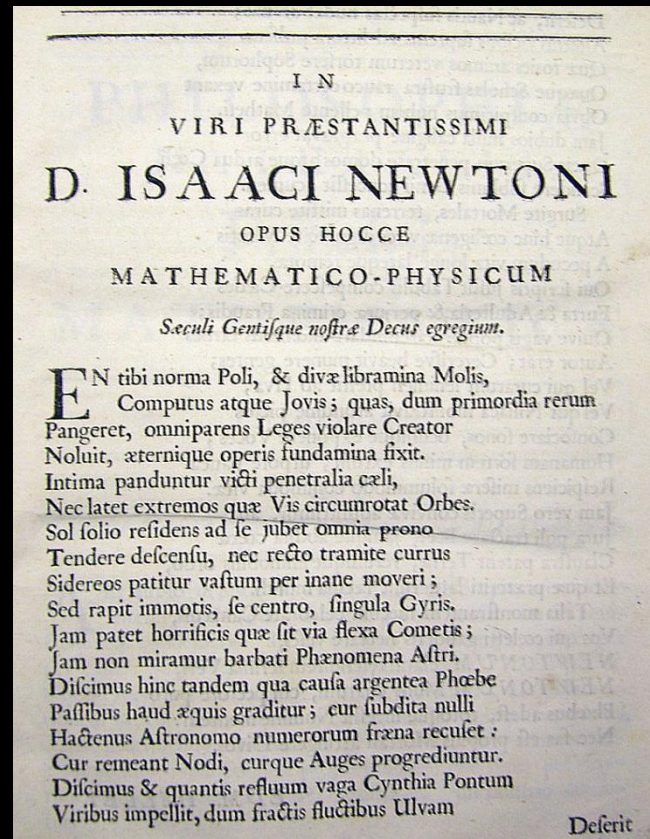 IN
VIRI PRÆSTANTISSIMI
D. ISAACI NEWTONI
OPUS HOCCE
MATHEMATICO-PHYSICUM
Sæculi Gentiſque noſtræ Decus egregium.
EN tibi norma Poli, & divæ libramina Molis,
Computus atque Jovis; quas, dum primordia rerum
Pangeret, omniparens Leges violare Creator
Noluit, æternique operis fundamina fixit.
Intima panduntur victi penetralia cæli,
Nec latet extremos quæ Vis circumrotat Orbes.
Sol ſolio reſidens ad ſe jubet omnia prono
Tendere deſcenſu, nec recto tramite currus
Sidereos patitur vaſtum per inane moveri;
Sed rapit immotis, ſe centro, ſingula Gyris.
Jam patet horrificis quæ ſit via flexa Cometis;
Jam non miramur barbati Phænomena Aſtri.
Diſcimus hinc tandem qua cauſa argentea Phœbe
Paſſibus haud æquis graditur; cur ſubdita nulli
Hactenus Aſtronomo numerorum fræna recuſet:
Cur remeant Nodi, curque Auges progrediuntur.
Diſcimus & quantis refluum vaga Cynthia Pontum
Viribus impellit, dum fractis fluctibus Ulvam
Deſerit